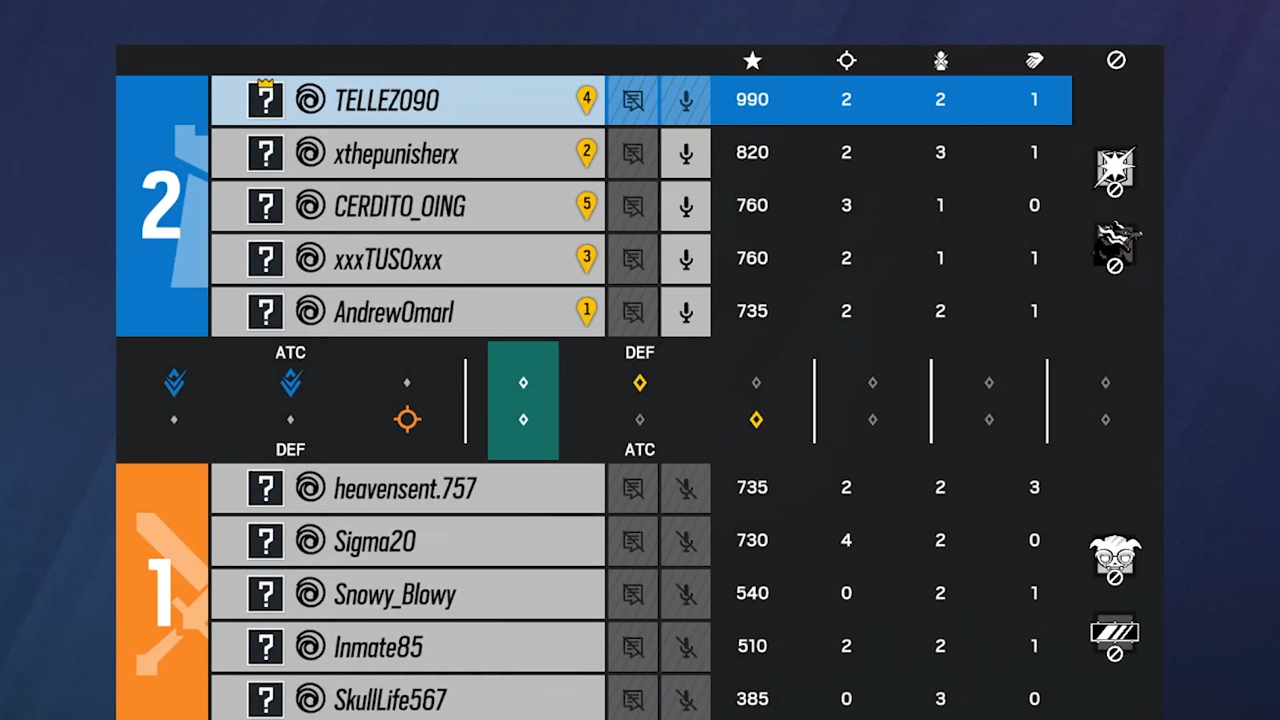 2
? TELLEZ090 4 990 2 2 1
? xthepunisherx 2 820 2 3 1
? CERDITO_OING 5 760 3 1 0
? xxxTUSOxxx 3 760 2 1 1
? AndrewOmarl 1 735 2 2 1
ATC DEF
DEF ATC
1
? heavensent.757 735 2 2 3
? Sigma20 730 4 2 0
? Snowy_Blowy 540 0 2 1
? Inmate85 510 2 2 1
? SkullLife567 385 0 3 0